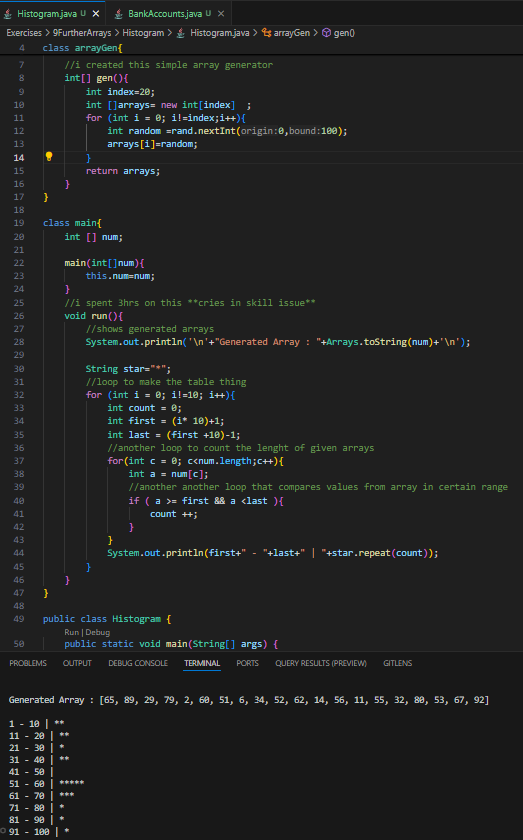 Histogram.java U
BankAccounts.java U
Exercises > 9FurtherArrays > Histogram > Histogram.java > arrayGen > gen()
4 class arrayGen{
7 //i created this simple array generator
8 int[] gen(){
9 int index=20;
10 int []arrays= new int[index]  ;
11 for (int i = 0; i!=index;i++){
12 int random =rand.nextInt(origin:0,bound:100);
13 arrays[i]=random;
14 }
15 return arrays;
16 }
17 }
18
19 class main{
20 int [] num;
21
22 main(int[]num){
23 this.num=num;
24 }
25 //i spent 3hrs on this **cries in skill issue**
26 void run(){
27 //shows generated arrays
28 System.out.println('\n'+"Generated Array : "+Arrays.toString(num)+'\n');
29
30 String star="*";
31 //loop to make the table thing
32 for (int i = 0; i!=10; i++){
33 int count = 0;
34 int first = (i* 10)+1;
35 int last = (first +10)-1;
36 //another loop to count the lenght of given arrays
37 for(int c = 0; c<num.length;c++){
38 int a = num[c];
39 //another another loop that compares values from array in certain range
40 if ( a >= first && a <last ){
41 count ++;
42 }
43 }
44 System.out.println(first+" - "+last+" | "+star.repeat(count));
45 }
46 }
47 }
48
49 public class Histogram {
Run | Debug
50 public static void main(String[] args) {
PROBLEMS OUTPUT DEBUG CONSOLE TERMINAL PORTS QUERY RESULTS (PREVIEW) GITLENS
Generated Array : [65, 89, 29, 79, 2, 60, 51, 6, 34, 52, 62, 14, 56, 11, 55, 32, 80, 53, 67, 92]
1 - 10 | **
11 - 20 | **
21 - 30 | *
31 - 40 | **
41 - 50 |
51 - 60 | *****
61 - 70 | ***
71 - 80 | *
81 - 90 | *
91 - 100 | *